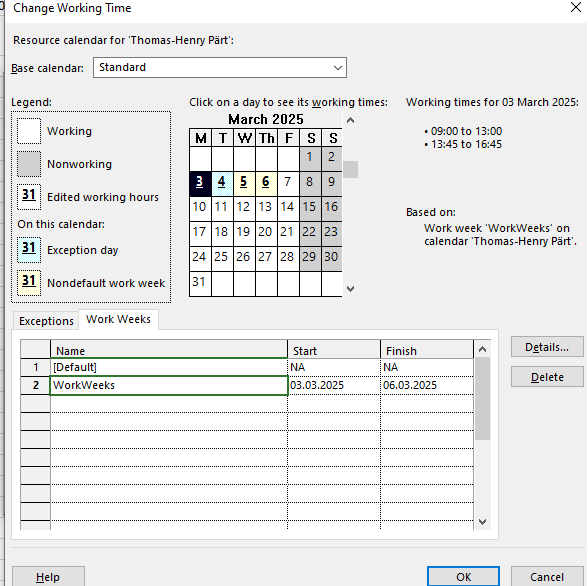 Change Working Time
Resource calendar for 'Thomas-Henry Pärt':
Base calendar: Standard
Legend:
Working
Nonworking
31 Edited working hours
On this calendar:
31 Exception day
31 Nondefault work week
Click on a day to see its working times:
March 2025
M T W Th F S S
1 2
3 4 5 6 7 8 9
10 11 12 13 14 15 16
17 18 19 20 21 22 23
24 25 26 27 28 29 30
31
Working times for 03 March 2025:
• 09:00 to 13:00
• 13:45 to 16:45
Based on:
Work week 'WorkWeeks' on
calendar 'Thomas-Henry Pärt'.
Exceptions Work Weeks
Name Start Finish
1 [Default] NA NA
2 WorkWeeks 03.03.2025 06.03.2025
Details...
Delete
Help OK Cancel